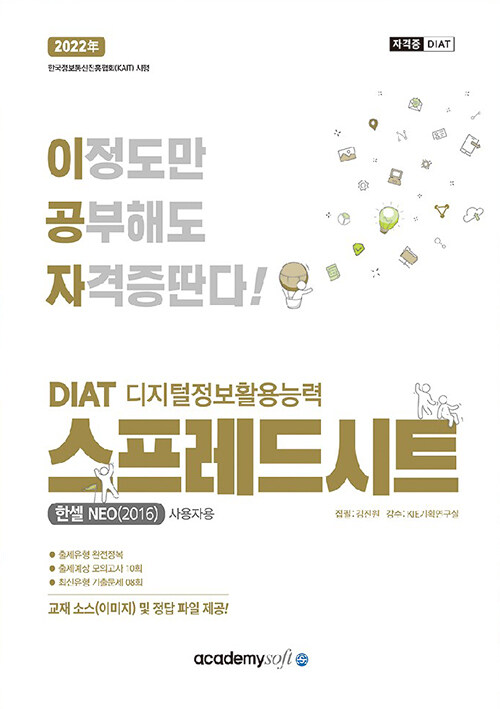 2022年
자격증 DIAT
한국정보통신진흥협회(KAIT) 시행
이정도만
공부해도
자격증딴다!
DIAT 디지털정보활용능력
스프레드시트
한셀 NEO(2016) 사용자용
집필: 김진원 감수: KIE기획연구실
출제유형 완전정복
출제예상 모의고사 10회
최신유형 기출문제 08회
교재 소스(이미지) 및 정답 파일 제공!
academysoft